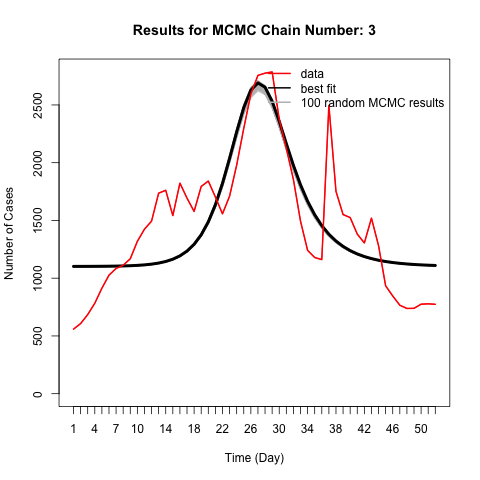 Results for MCMC Chain Number: 3
data
best fit
100 random MCMC results
Number of Cases
2500
2000
1500
1000
500
0
1 4 7 10 14 18 22 26 30 34 38 42 46 50
Time (Day)